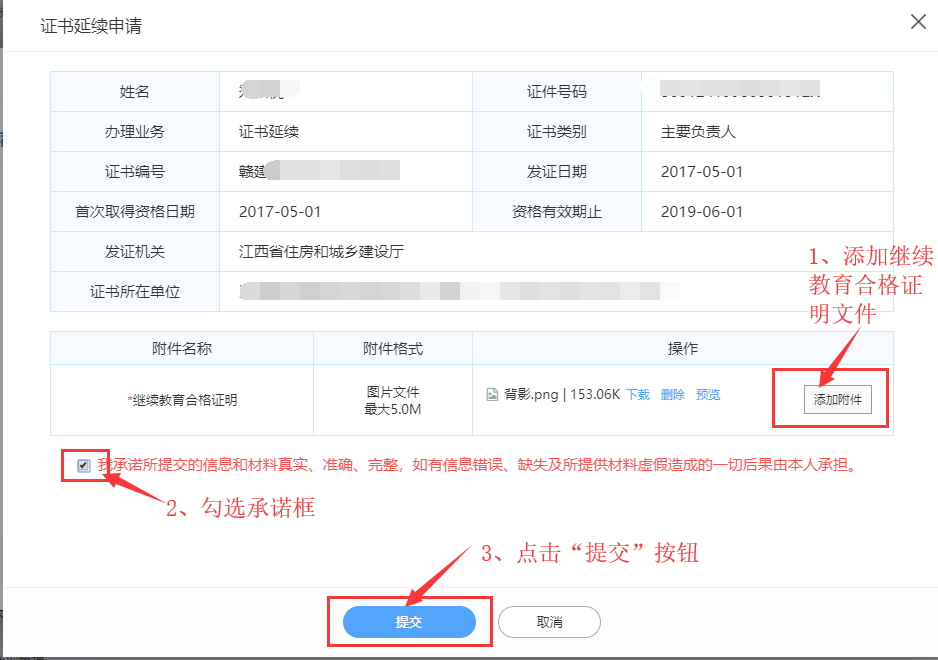 证书延续申请
姓名 证件号码
办理业务 证书延续 证书类别 主要负责人
证书编号 赣建 发证日期 2017-05-01
首次取得资格日期 2017-05-01 资格有效期止 2019-06-01
发证机关 江西省住房和城乡建设厅
证书所在单位
1、添加继续
教育合格证
明文件
附件名称 附件格式 操作
*继续教育合格证明 图片文件
最大5.0M
背影.png | 153.06K 下载 删除 预览 添加附件
我承诺所提交的信息和材料真实、准确、完整，如有信息错误、缺失及所提供材料虚假造成的一切后果由本人承担。
2、勾选承诺框
3、点击“提交”按钮
提交 取消